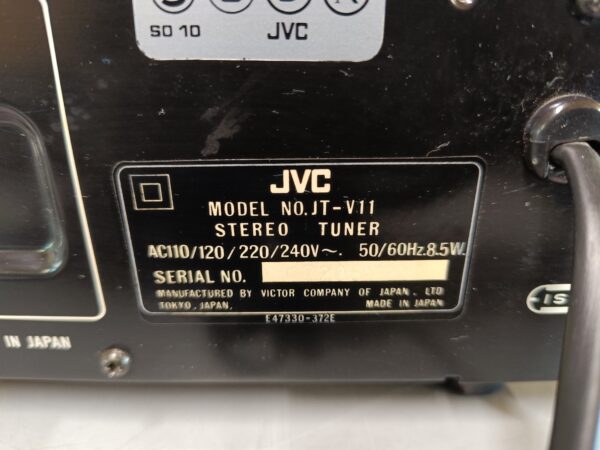 SO 10
JVC
JVC
MODEL NO. JT-V11
STEREO TUNER
AC110/120/220/240V~. 50/60Hz. 8.5W.
SERIAL NO.
MANUFACTURED BY VICTOR COMPANY OF JAPAN, LTD
TOKYO, JAPAN, MADE IN JAPAN
E47330-372E
IN JAPAN